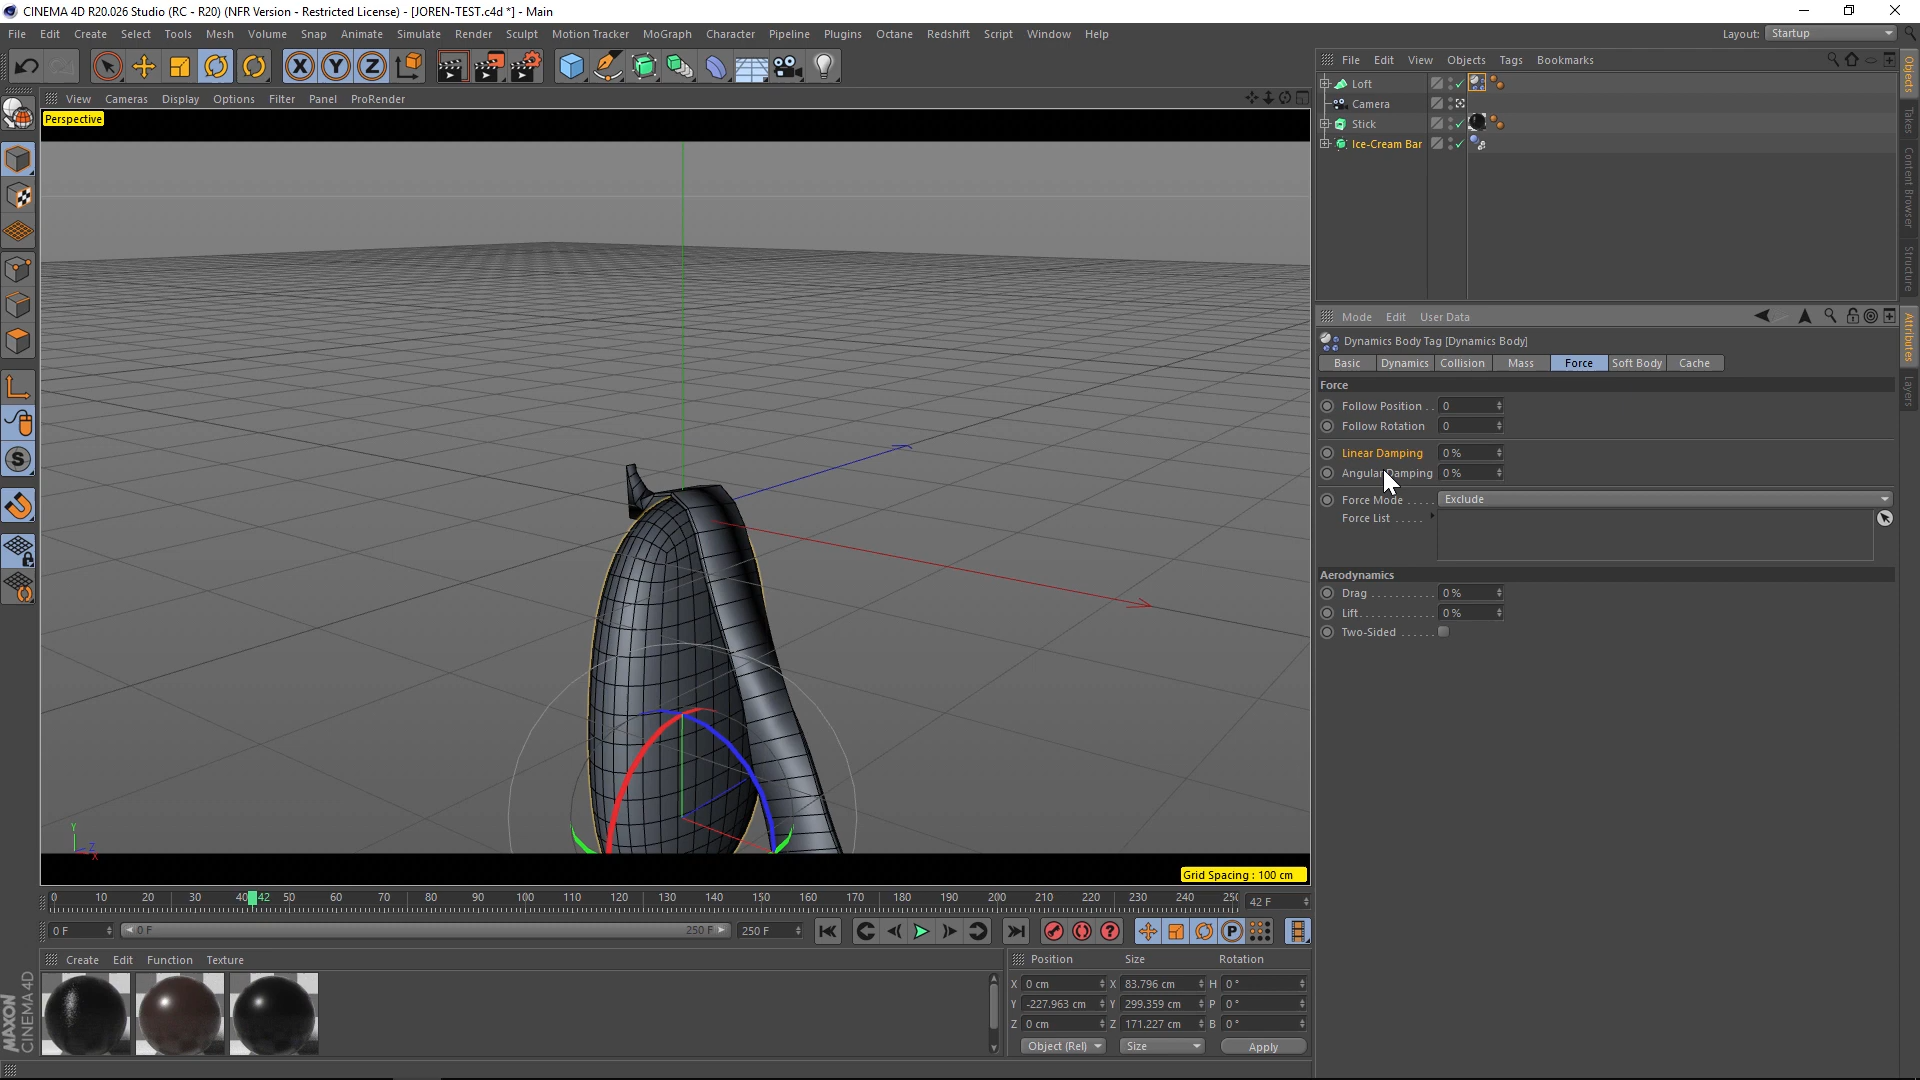 CINEMA 4D R20.026 Studio (RC - R20) (NFR Version - Restricted License) - [JOREN-TEST.c4d *] - Main
File Edit Create Select Tools Mesh Volume Snap Animate Simulate Render Sculpt Motion Tracker MoGraph Character Pipeline Plugins Octane Redshift Script Window Help
Layout: Startup
X Y Z
File Edit View Objects Tags Bookmarks
View Cameras Display Options Filter Panel ProRender
Perspective
Loft
Camera
Stick
Ice-Cream Bar
Objects
Takes
Content Browser
Structure
Attributes
Layers
Mode Edit User Data
Dynamics Body Tag [Dynamics Body]
Basic Dynamics Collision Mass Force Soft Body Cache
Force
Follow Position . . 0
Follow Rotation 0
Linear Damping 0 %
Angular Damping 0 %
Force Mode . . . . . Exclude
Force List . . . . .
Aerodynamics
Drag . . . . . . . . . . . 0 %
Lift. . . . . . . . . . . . 0 %
Two-Sided . . . . . .
S
Y
Z
X
Grid Spacing : 100 cm
0 10 20 30 40 42 50 60 70 80 90 100 110 120 130 140 150 160 170 180 190 200 210 220 230 240 25
42 F
0 F 0 F 250 F 250 F
P
Create Edit Function Texture
Position Size Rotation
X 0 cm X 83.796 cm H 0 °
Y -227.963 cm Y 299.359 cm P 0 °
Z 0 cm Z 171.227 cm B 0 °
Object (Rel) Size Apply
MAXON
CINEMA 4D